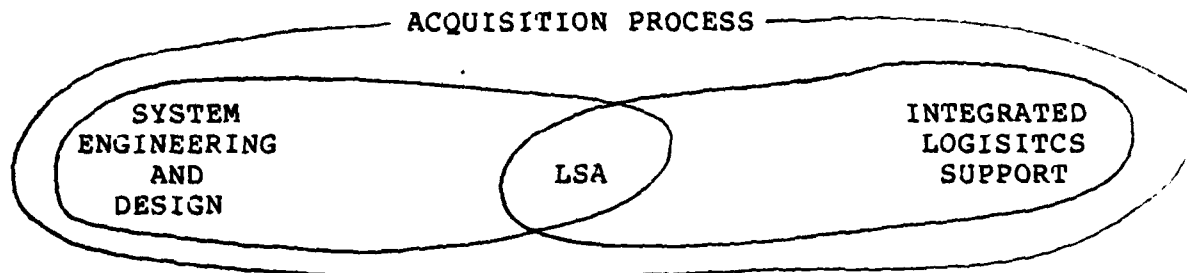 ACQUISITION PROCESS
SYSTEM
ENGINEERING
AND
DESIGN
LSA
INTEGRATED
LOGISITCS
SUPPORT